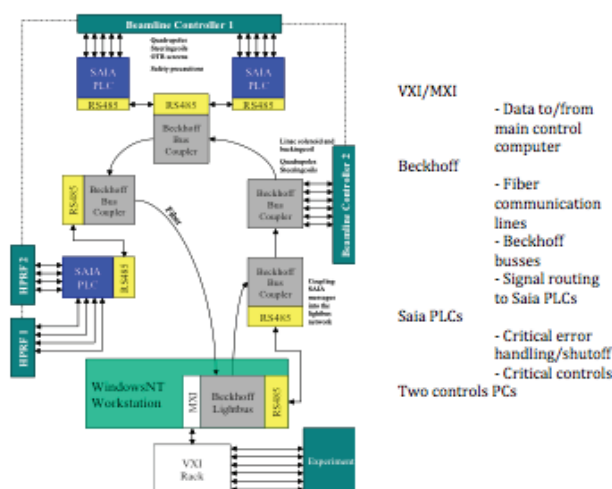 Beamline Controller 1
Quadrupoles
Steeringcoils
OTR-screens
Safety precautions
SAIA
PLC
RS485
RS485
SAIA
PLC
RS485
Beckhoff
Bus
Coupler
Linac solenoid and
buckingcoil
Quadrupoles
Steeringcoils
Beamline Controller 2
RS485
Beckhoff
Bus
Coupler
Fiber
Beckhoff
Bus
Coupler
HPRF 2
SAIA
PLC
RS485
Beckhoff
Bus
Coupler
RS485
Coupling
SAIA
messages
into the
lightbus
network
HPRF 1
WindowsNT
Workstation
MXI
Beckhoff
Lightbus
RS485
VXI
Rack
Experiment
VXI/MXI
- Data to/from
main control
computer
Beckhoff
- Fiber
communication
lines
- Beckhoff
busses
- Signal routing
to Saia PLCs
Saia PLCs
- Critical error
handling/shutoff
- Critical controls
Two controls PCs